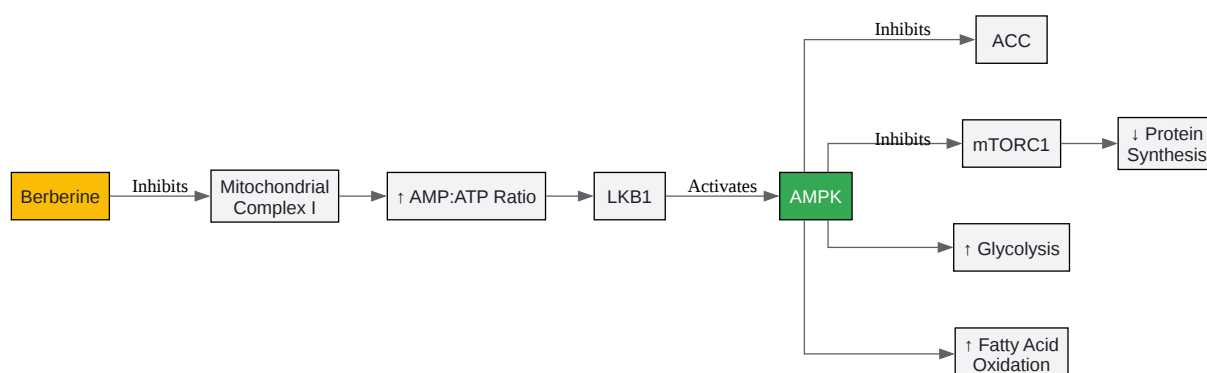 Inhibits
ACC
Inhibits
mTORC1
↓ Protein
Synthesis
Berberine
Inhibits
Mitochondrial
Complex I
↑ AMP:ATP Ratio
LKB1
Activates
AMPK
↑ Glycolysis
↑ Fatty Acid
Oxidation